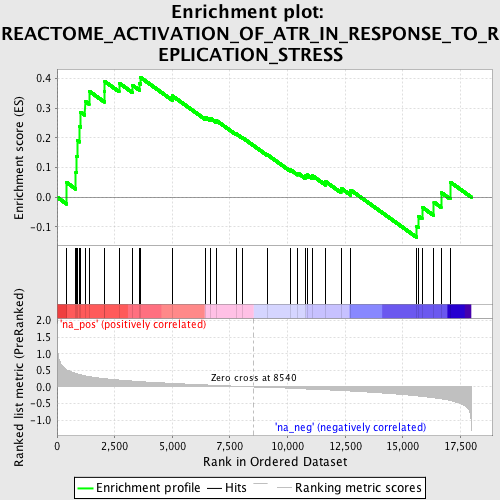 Enrichment plot:
REACTOME_ACTIVATION_OF_ATR_IN_RESPONSE_TO_R
EPLICATION_STRESS
Enrichment score (ES)
0.4
0.3
0.2
0.1
0.0
-0.1
'na_pos' (positively correlated)
Ranked list metric (PreRanked)
2.0
1.5
1.0
0.5
0.0
-0.5
-1.0
Zero cross at 8540
'na_neg' (negatively correlated)
0 2,500 5,000 7,500 10,000 12,500 15,000 17,500
Rank in Ordered Dataset
Enrichment profile Hits Ranking metric scores